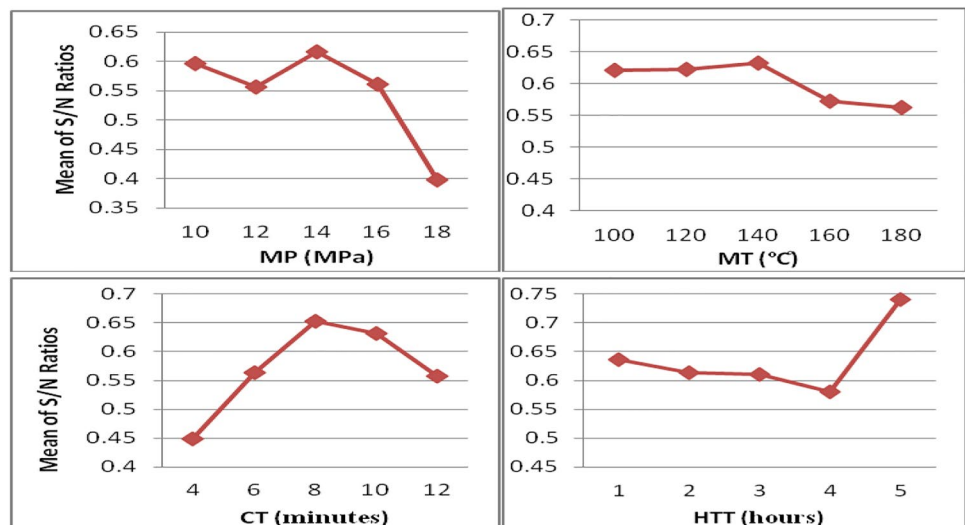 Mean of S/N Ratios
0.65
0.6
0.55
0.5
0.45
0.4
0.35
10 12 14 16 18
MP (MPa)
0.7
0.65
0.6
0.55
0.5
0.45
0.4
100 120 140 160 180
MT (°C)
Mean of S/N Ratios
0.7
0.65
0.6
0.55
0.5
0.45
0.4
4 6 8 10 12
CT (minutes)
0.75
0.7
0.65
0.6
0.55
0.5
0.45
1 2 3 4 5
HTT (hours)